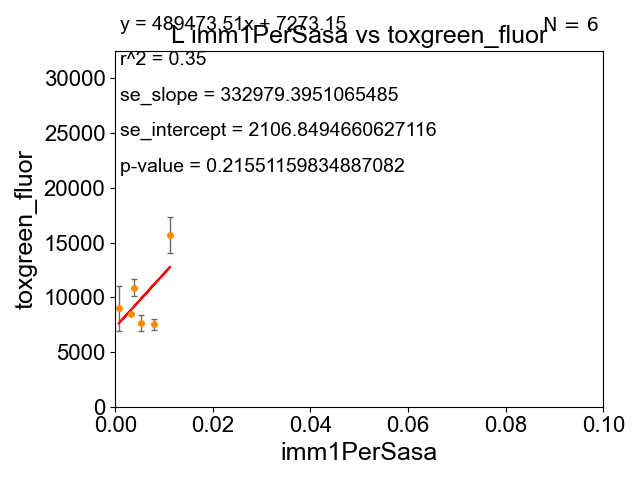 y = 489473.51x + 7273.15
N = 6
L imm1PerSasa vs toxgreen_fluor
r^2 = 0.35
se_slope = 332979.3951065485
se_intercept = 2106.8494660627116
p-value = 0.21551159834887082
toxgreen_fluor
30000
25000
20000
15000
10000
5000
0
0.00
0.02
0.04
0.06
0.08
0.10
imm1PerSasa